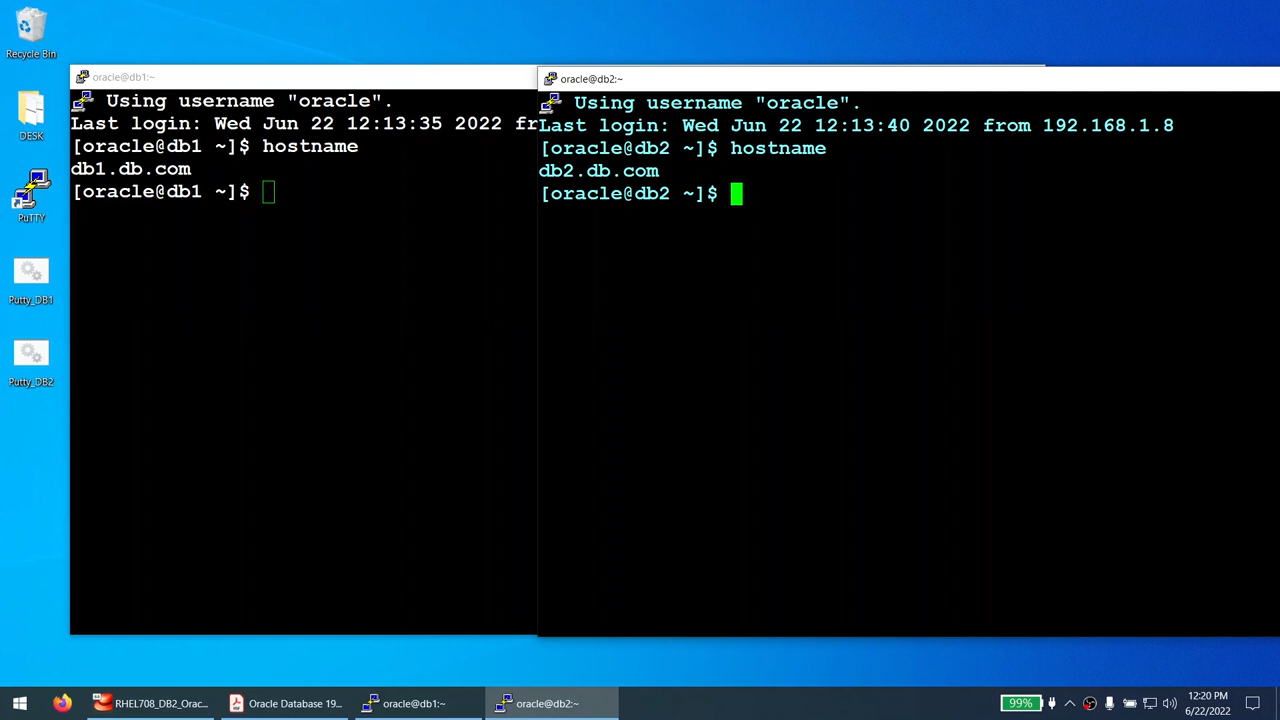 Recycle Bin
DESK
PuTTY
Putty_DB1
Putty_DB2
oracle@db1:~
Using username "oracle".
Last login: Wed Jun 22 12:13:35 2022 fr
[oracle@db1 ~]$ hostname
db1.db.com
[oracle@db1 ~]$
oracle@db2:~
Using username "oracle".
Last login: Wed Jun 22 12:13:40 2022 from 192.168.1.8
[oracle@db2 ~]$ hostname
db2.db.com
[oracle@db2 ~]$
RHEL708_DB2_Orac...
Oracle Database 19...
oracle@db1:~
oracle@db2:~
99%
12:20 PM
6/22/2022